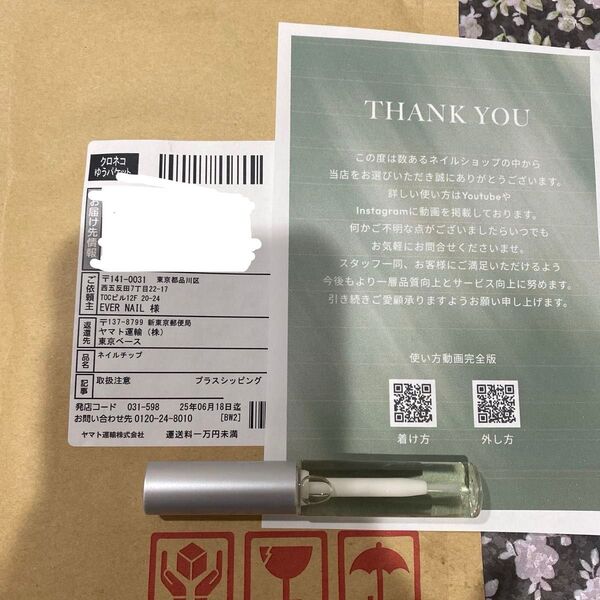 クロネコ
ゆうパケット
お届け先情報
ご依頼主
〒141-0031 東京都品川区
西五反田7丁目22-17
TOCビル12F 20-24
EVER NAIL 様
返還先
〒137-8799 新東京郵便局
ヤマト運輸(株)
東京ベース
品名
ネイルチップ
記事
取扱注意 プラスシッピング
発店コード 031-598 25年06月18日迄
お問い合わせ先 0120-24-8010 [BW2]
ヤマト運輸株式会社 運送料一万円未満
THANK YOU
この度は数あるネイルショップの中から
当店をお選びいただき誠にありがとうございます。
詳しい使い方はYoutubeや
Instagramに動画を掲載しております。
何かご不明な点がございましたらいつでも
お気軽にお問合せくださいませ。
スタッフ一同、お客様にご満足いただけるよう
今後もより一層品質向上とサービス向上に努めます。
引き続きご愛顧承りますようお願い申し上げます。
使い方動画完全版
着け方
外し方